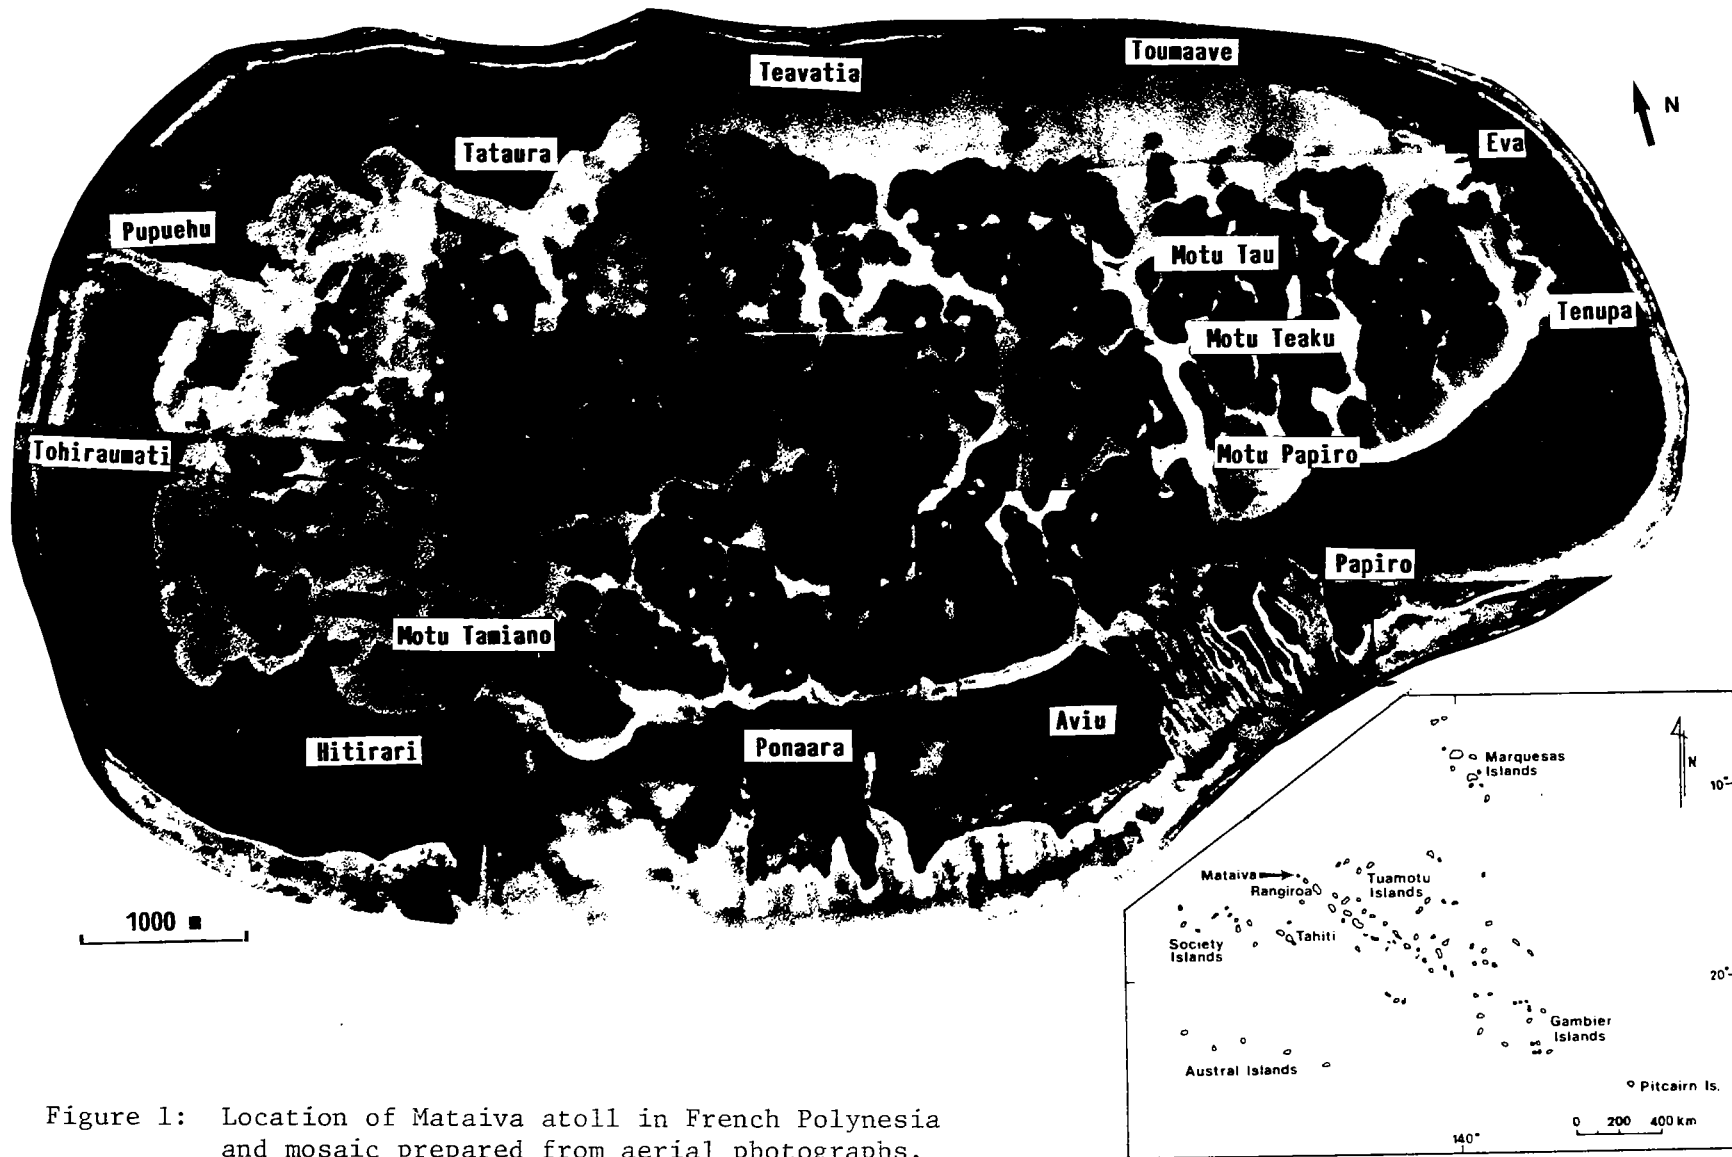 Toumaave
Teavatia
N
Eva
Tataura
Pupuehu
Motu Tau
Tenupa
Motu Teaku
Tohiraumati
Motu Papiro
Papiro
Motu Tamiano
Aviu
Hitirari
Ponaara
1000 m
Marquesas
Islands
N
10°
Mataiva
Rangiroa
Tuamotu
Islands
Tahiti
Society
Islands
20°
Gambier
Islands
Austral Islands
Pitcairn Is.
0 200 400 km
140°
Figure 1: Location of Mataiva atoll in French Polynesia
and mosaic prepared from aerial photographs.